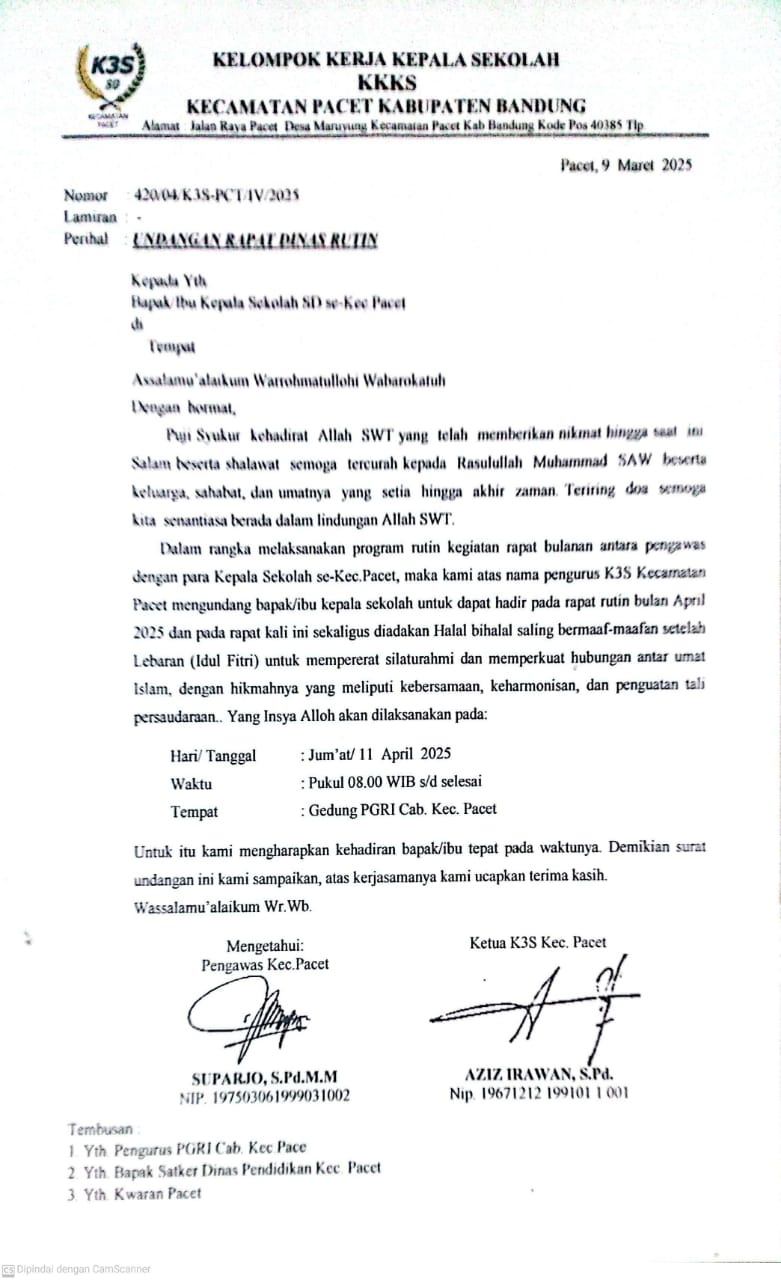 K3S
SD
KECAMATAN
PACET
KELOMPOK KERJA KEPALA SEKOLAH
KKKS
KECAMATAN PACET KABUPATEN BANDUNG
Alamat : Jalan Raya Pacet Desa Maruyung Kecamatan Pacet Kab Bandung Kode Pos 40385 Tlp
Pacet, 9 Maret 2025
Nomor : 420/04/K3S-PCT/IV/2025
Lamiran : -
Perihal : UNDANGAN RAPAT DINAS RUTIN
Kepada Yth
Bapak/Ibu Kepala Sekolah SD se-Kec Pacet
di
Tempat
Assalamu'alaikum Warrohmatullohi Wabarokatuh
Dengan hormat,
Puji Syukur kehadirat Allah SWT yang telah memberikan nikmat hingga saat ini
Salam beserta shalawat semoga tercurah kepada Rasulullah Muhammad SAW beserta
keluarga, sahabat, dan umatnya yang setia hingga akhir zaman. Teriring doa semoga
kita senantiasa berada dalam lindungan Allah SWT.
Dalam rangka melaksanakan program rutin kegiatan rapat bulanan antara pengawas
dengan para Kepala Sekolah se-Kec.Pacet, maka kami atas nama pengurus K3S Kecamatan
Pacet mengundang bapak/ibu kepala sekolah untuk dapat hadir pada rapat rutin bulan April
2025 dan pada rapat kali ini sekaligus diadakan Halal bihalal saling bermaaf-maafan setelah
Lebaran (Idul Fitri) untuk mempererat silaturahmi dan memperkuat hubungan antar umat
Islam, dengan hikmahnya yang meliputi kebersamaan, keharmonisan, dan penguatan tali
persaudaraan.. Yang Insya Alloh akan dilaksanakan pada:
Hari/ Tanggal : Jum'at/ 11 April 2025
Waktu : Pukul 08.00 WIB s/d selesai
Tempat : Gedung PGRI Cab. Kec. Pacet
Untuk itu kami mengharapkan kehadiran bapak/ibu tepat pada waktunya. Demikian surat
undangan ini kami sampaikan, atas kerjasamanya kami ucapkan terima kasih.
Wassalamu'alaikum Wr.Wb.
Mengetahui:
Pengawas Kec.Pacet
SUPARJO, S.Pd.M.M
NIP. 197503061999031002
Ketua K3S Kec. Pacet
AZIZ IRAWAN, S.Pd.
Nip. 19671212 199101 1 001
Tembusan :
1 Yth. Pengurus PGRI Cab. Kec Pace
2 Yth. Bapak Satker Dinas Pendidikan Kec. Pacet
3. Yth. Kwaran Pacet
CS Dipindai dengan CamScanner